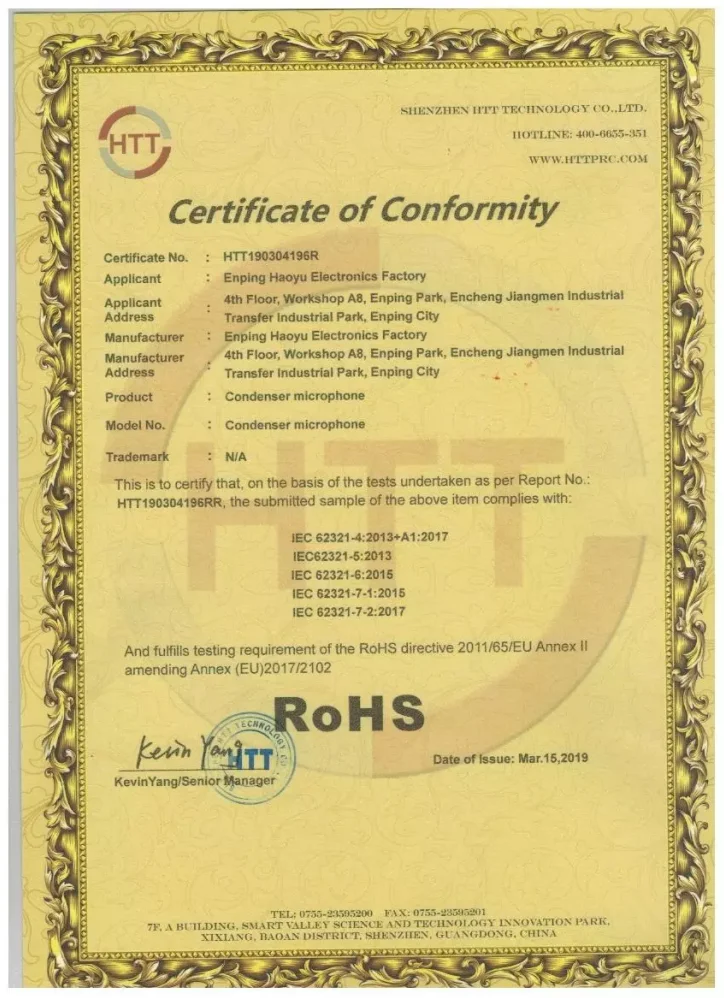 HTT
SHENZHEN HTT TECHNOLOGY CO.,LTD.
HOTLINE: 400-6655-351
WWW.HTTPRC.COM
Certificate of Conformity
Certificate No. : HTT190304196R
Applicant : Enping Haoyu Electronics Factory
Applicant Address : 4th Floor, Workshop A8, Enping Park, Encheng Jiangmen Industrial
Transfer Industrial Park, Enping City
Manufacturer : Enping Haoyu Electronics Factory
Manufacturer Address : 4th Floor, Workshop A8, Enping Park, Encheng Jiangmen Industrial
Transfer Industrial Park, Enping City
Product : Condenser microphone
Model No. : Condenser microphone
Trademark : N/A
This is to certify that, on the basis of the tests undertaken as per Report No.:
HTT190304196RR, the submitted sample of the above item complies with:
HTT
IEC 62321-4:2013+A1:2017
IEC62321-5:2013
IEC 62321-6:2015
IEC 62321-7-1:2015
IEC 62321-7-2:2017
And fulfills testing requirement of the RoHS directive 2011/65/EU Annex II
amending Annex (EU)2017/2102
RoHS
Kevin Yang
TECHNOLOGY CO
HTT
KevinYang/Senior Manager
Date of Issue: Mar.15,2019
TEL: 0755-23595200 FAX: 0755-23595201
7F, A BUILDING, SMART VALLEY SCIENCE AND TECHNOLOGY INNOVATION PARK,
XIXIANG, BAOAN DISTRICT, SHENZHEN, GUANGDONG, CHINA